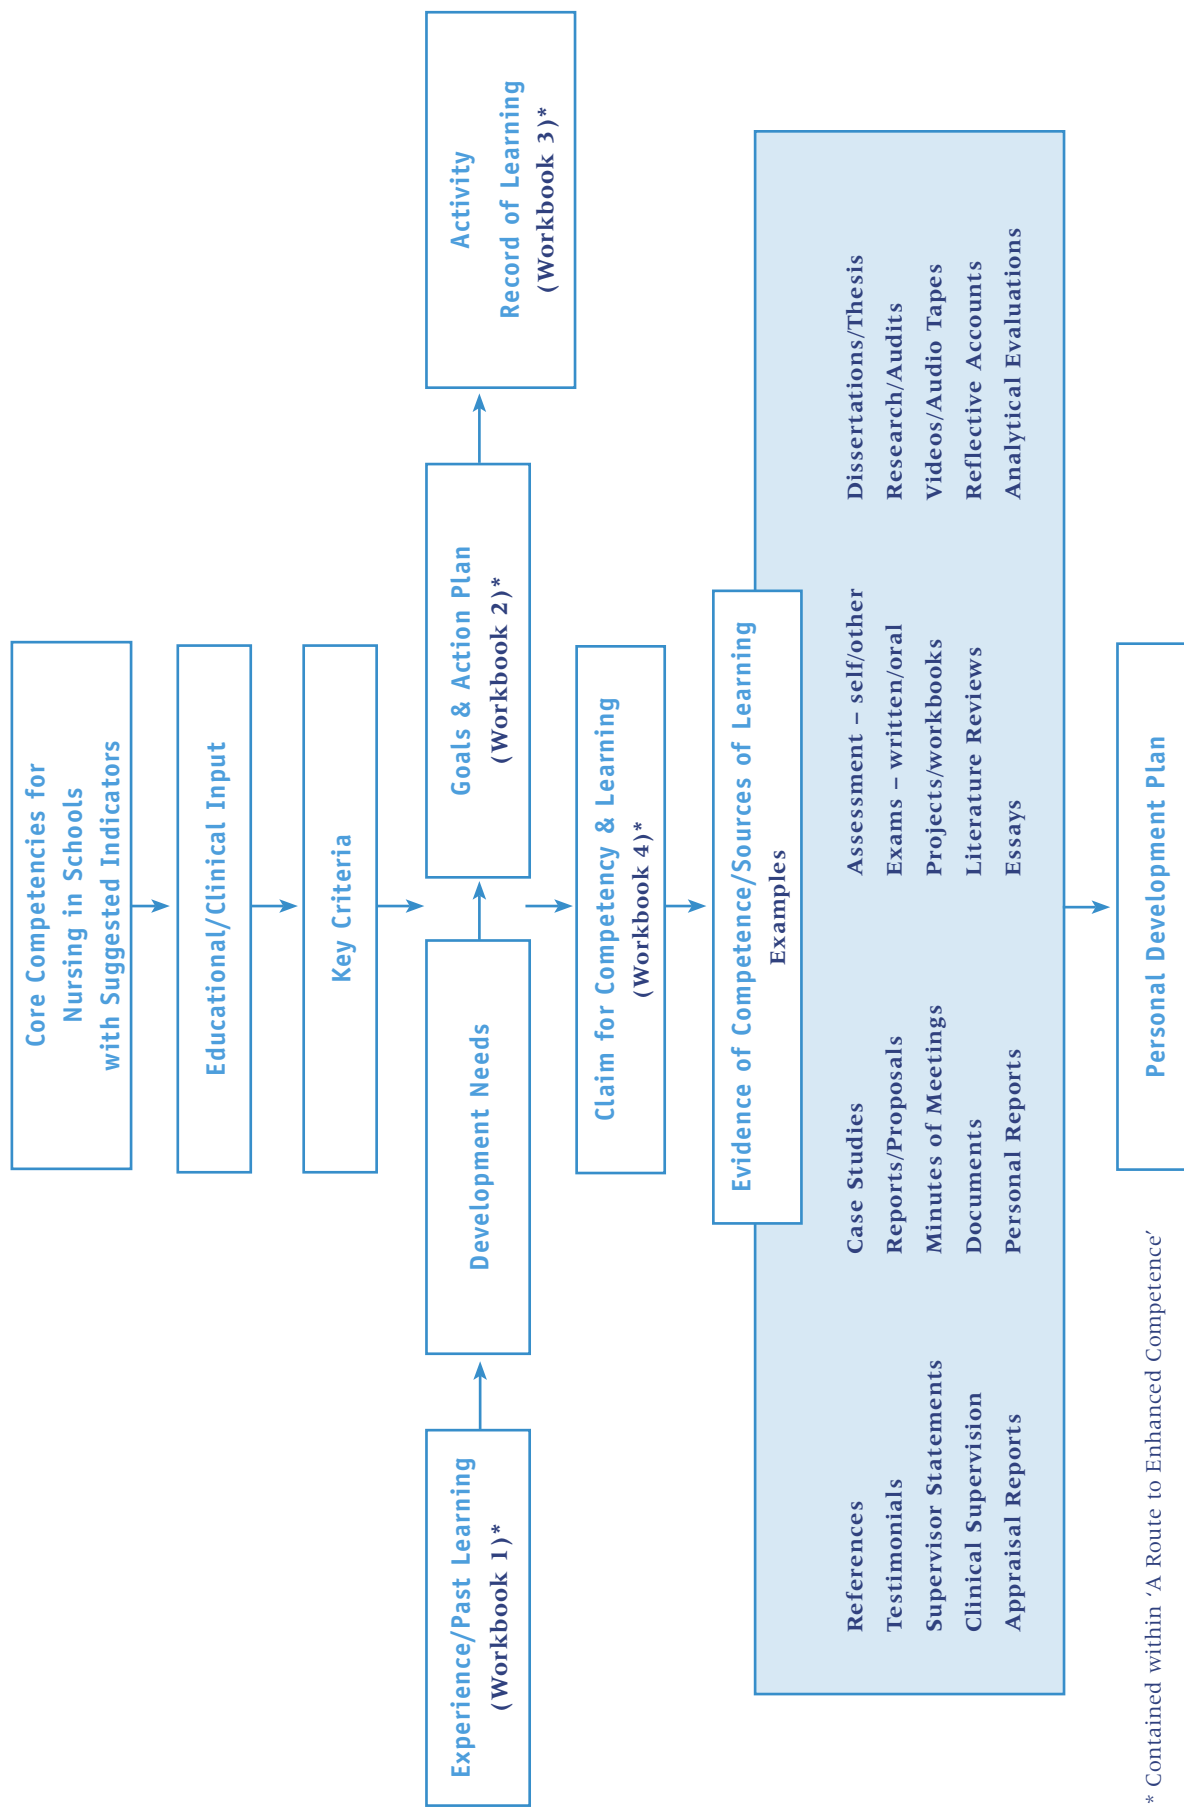 Core Competencies for
Nursing in Schools
with Suggested Indicators
Educational/Clinical Input
Key Criteria
Experience/Past Learning
(Workbook 1)*
Development Needs
Goals & Action Plan
(Workbook 2)*
Activity
Record of Learning
(Workbook 3)*
Claim for Competency & Learning
(Workbook 4)*
Evidence of Competence/Sources of Learning
Examples
References
Testimonials
Supervisor Statements
Clinical Supervision
Appraisal Reports
Case Studies
Reports/Proposals
Minutes of Meetings
Documents
Personal Reports
Assessment – self/other
Exams – written/oral
Projects/workbooks
Literature Reviews
Essays
Dissertations/Thesis
Research/Audits
Videos/Audio Tapes
Reflective Accounts
Analytical Evaluations
Personal Development Plan
* Contained within ‘A Route to Enhanced Competence’